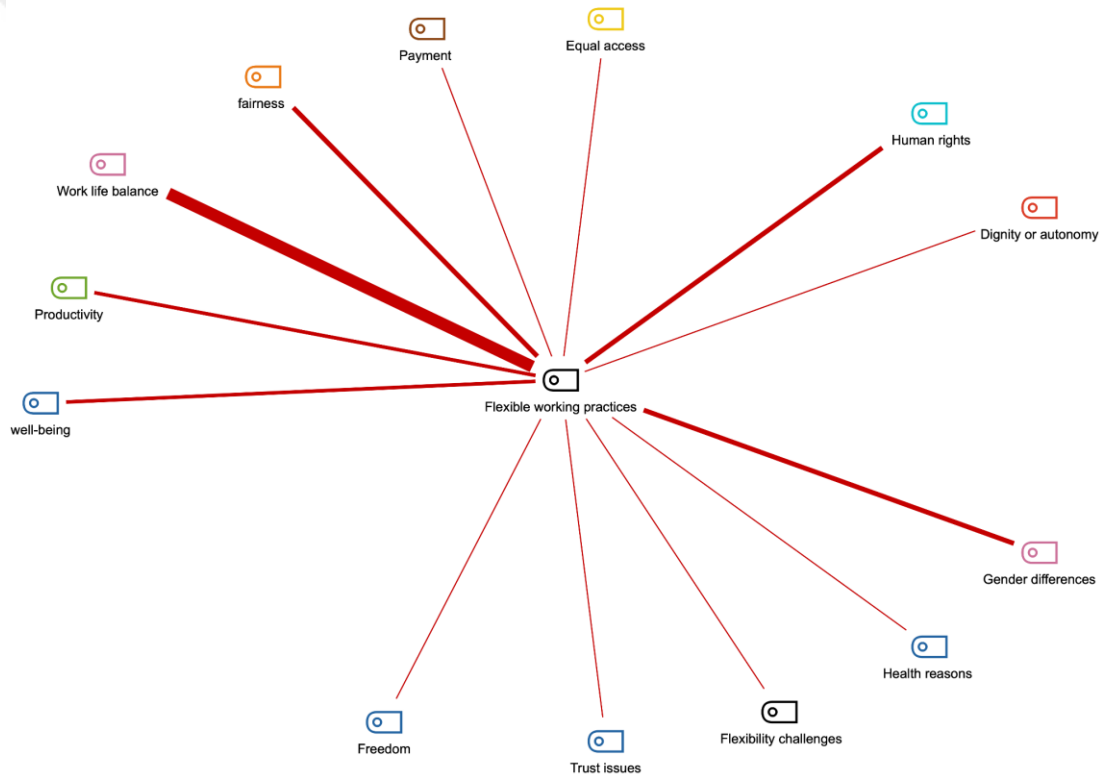 Equal access
Payment
fairness
Human rights
Work life balance
Dignity or autonomy
Productivity
Flexible working practices
well-being
Gender differences
Health reasons
Flexibility challenges
Freedom
Trust issues